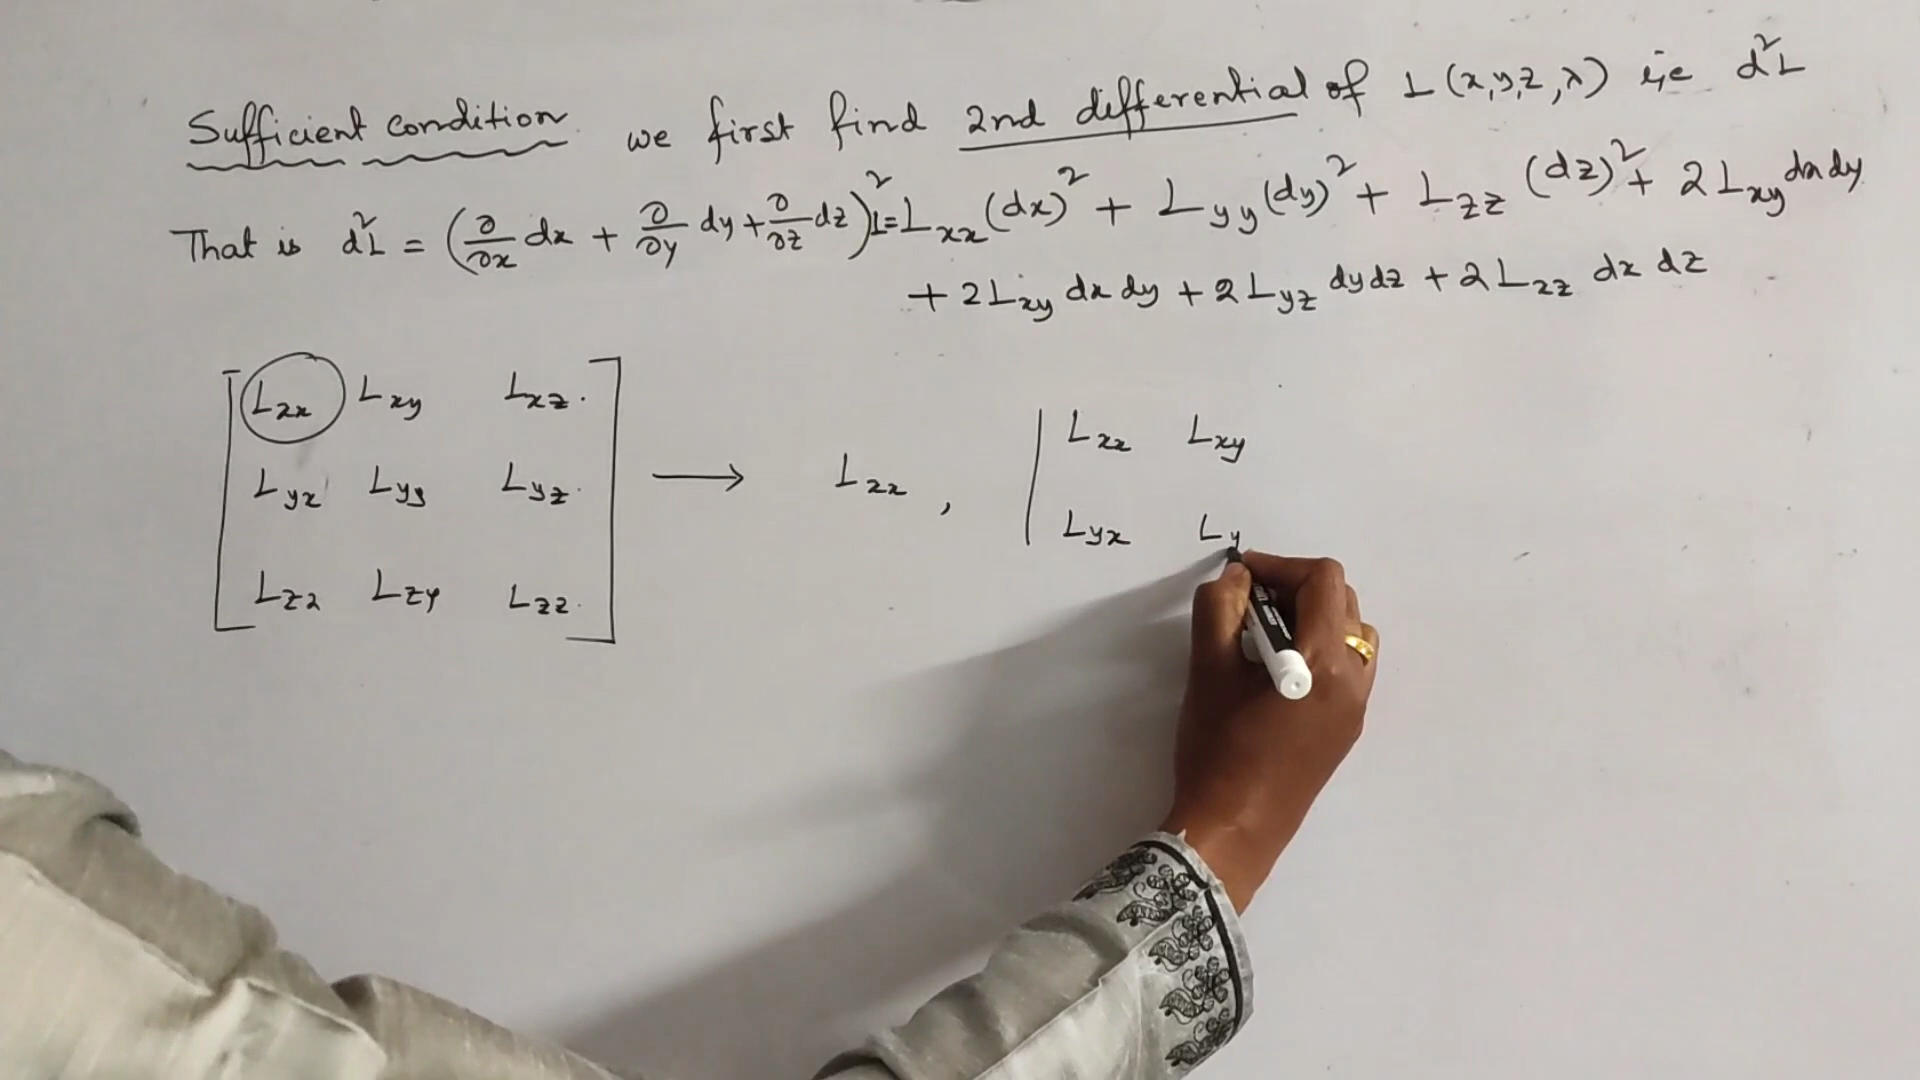 Sufficient condition we first find 2nd differential of L(x,y,z,λ) i,e d²L
That is d²L = (∂/∂x dx + ∂/∂y dy + ∂/∂z dz)² L = Lxx (dx)² + Lyy (dy)² + Lzz (dz)² + 2Lxy dx dy
+ 2Lxy dx dy + 2Lyz dy dz + 2Lxz dx dz
Lxx Lxy Lxz.
Lyx Lyy Lyz.
Lzx Lzy Lzz.
→ Lxx ,
Lxx Lxy
Lyx Ly